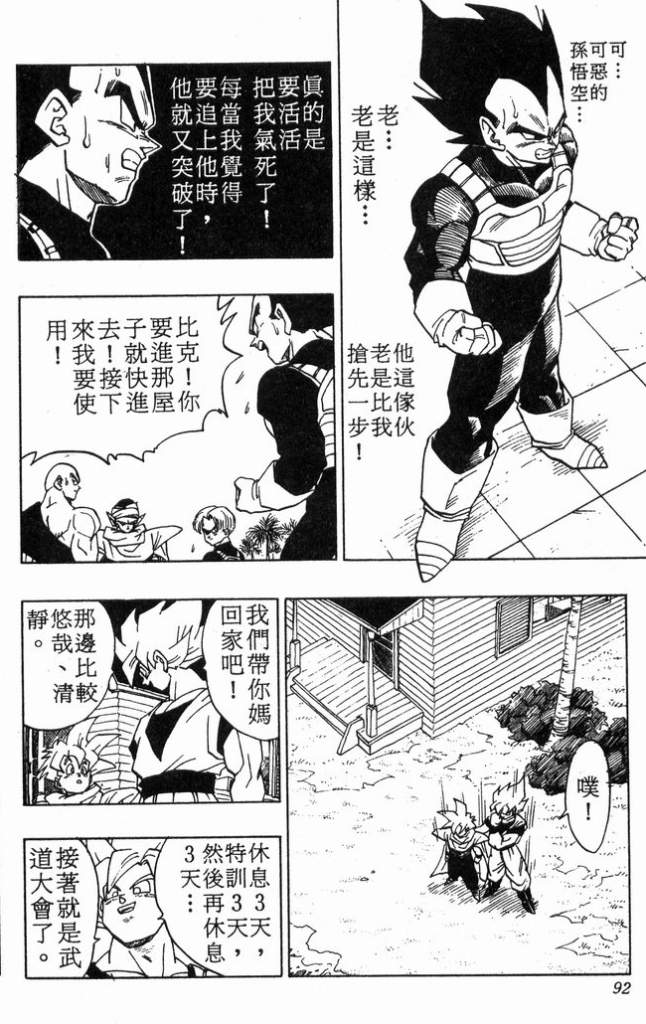 可…
可惡的
孫悟空…
老…
老是這樣
…
他這傢伙
老是比我
搶先一步！
真的是
要活活
把我氣死了！
每當我覺得
要追上他時，
他就又突破了！
比克！你
要進那屋
子就快進
去！接下
來我要使
用！
噗！
我們帶你媽
回家吧！
那邊比較
悠哉、清
靜。
休息3天，
特訓3天，
然後再休息
3天…
接著就是武
道大會了。
92